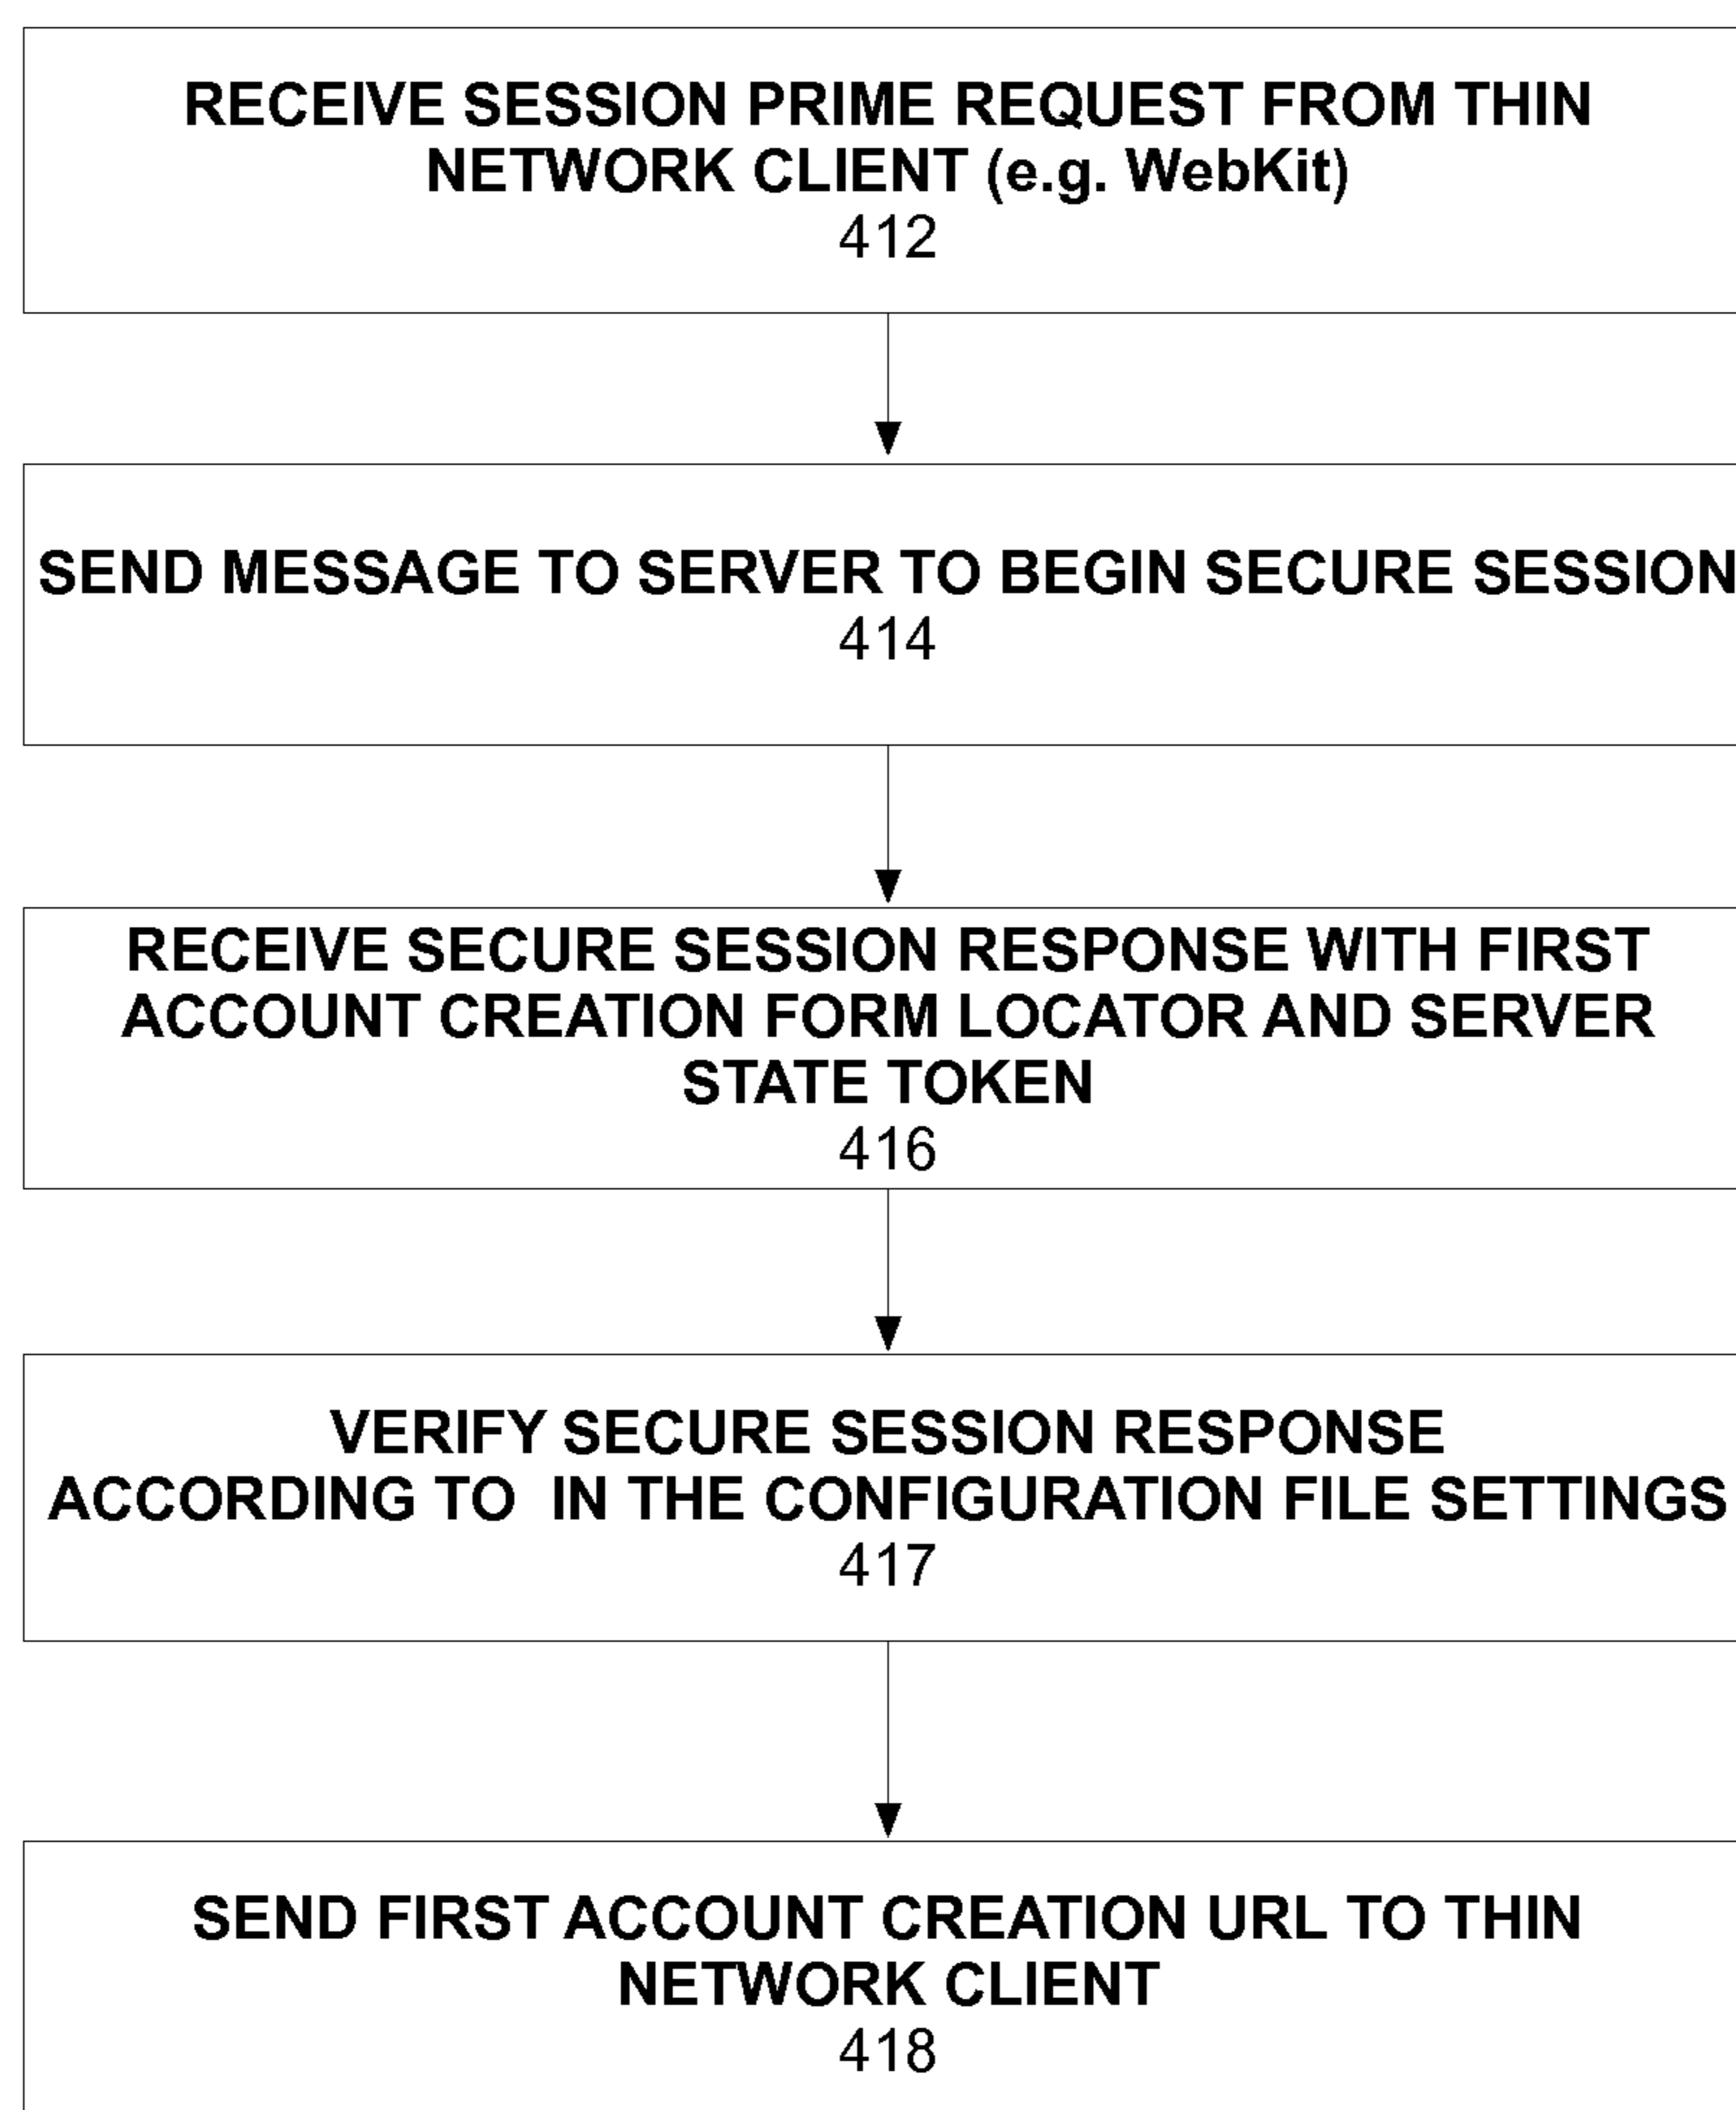 RECEIVE SESSION PRIME REQUEST FROM THIN
NETWORK CLIENT (e.g. WebKit)
412
SEND MESSAGE TO SERVER TO BEGIN SECURE SESSION
414
RECEIVE SECURE SESSION RESPONSE WITH FIRST
ACCOUNT CREATION FORM LOCATOR AND SERVER
STATE TOKEN
416
VERIFY SECURE SESSION RESPONSE
ACCORDING TO  IN THE CONFIGURATION FILE SETTINGS
417
SEND FIRST ACCOUNT CREATION URL TO THIN
NETWORK CLIENT
418